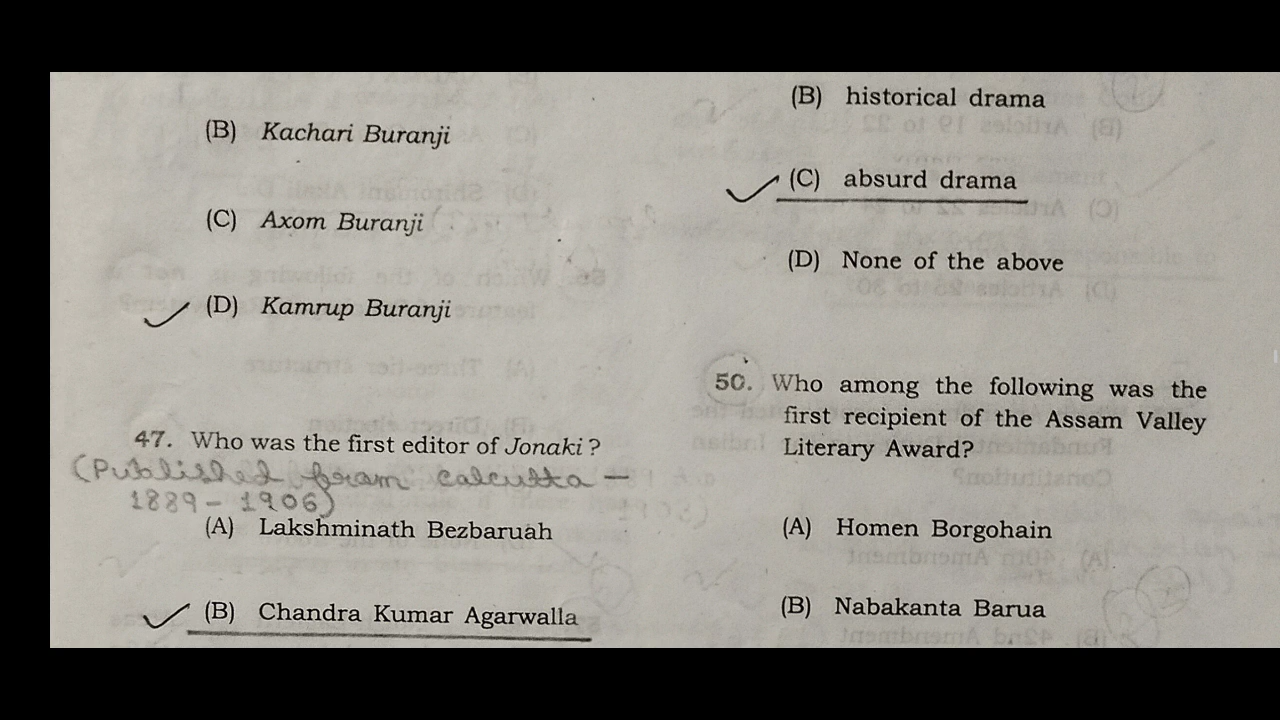 (B) Kachari Buranji
(C) Axom Buranji
(D) Kamrup Buranji
47. Who was the first editor of Jonaki?
(Published from calcutta –
1889 – 1906)
(A) Lakshminath Bezbaruah
(B) Chandra Kumar Agarwalla
(B) historical drama
(C) absurd drama
(D) None of the above
50. Who among the following was the
first recipient of the Assam Valley
Literary Award?
(A) Homen Borgohain
(B) Nabakanta Barua